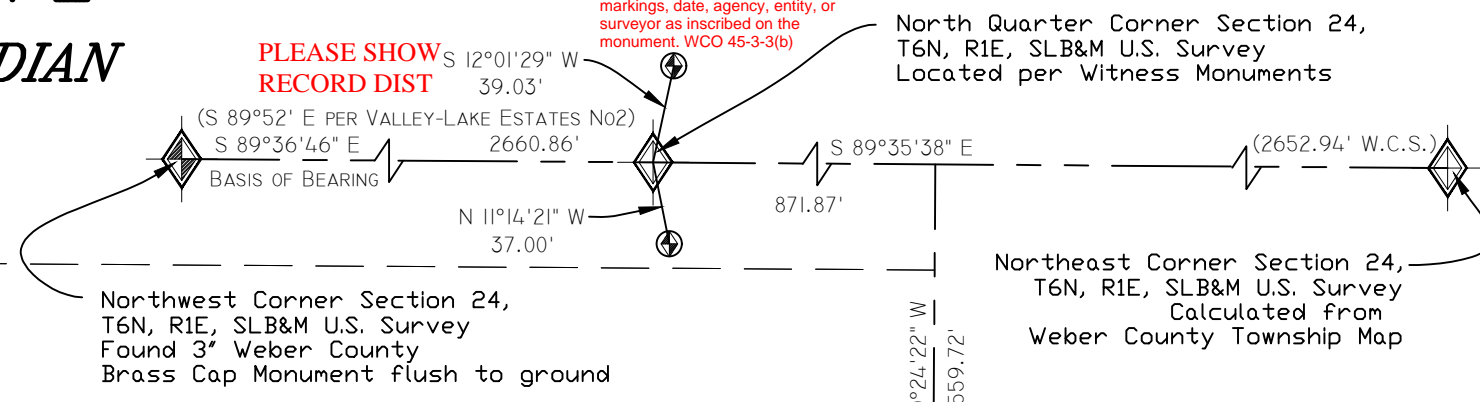 DIAN
markings, date, agency, entity, or
surveyor as inscribed on the
monument. WCO 45-3-3(b)
PLEASE SHOW
RECORD DIST
S 12°01'29" W
39.03'
North Quarter Corner Section 24,
T6N, R1E, SLB&M U.S. Survey
Located per Witness Monuments
(S 89°52' E PER VALLEY-LAKE ESTATES NO2)
S 89°36'46" E
2660.86'
BASIS OF BEARING
S 89°35'38" E
871.87'
(2652.94' W.C.S.)
N 11°14'21" W
37.00'
Northwest Corner Section 24,
T6N, R1E, SLB&M U.S. Survey
Found 3" Weber County
Brass Cap Monument flush to ground
Northeast Corner Section 24,
T6N, R1E, SLB&M U.S. Survey
Calculated from
Weber County Township Map
°24'22" W
559.72'